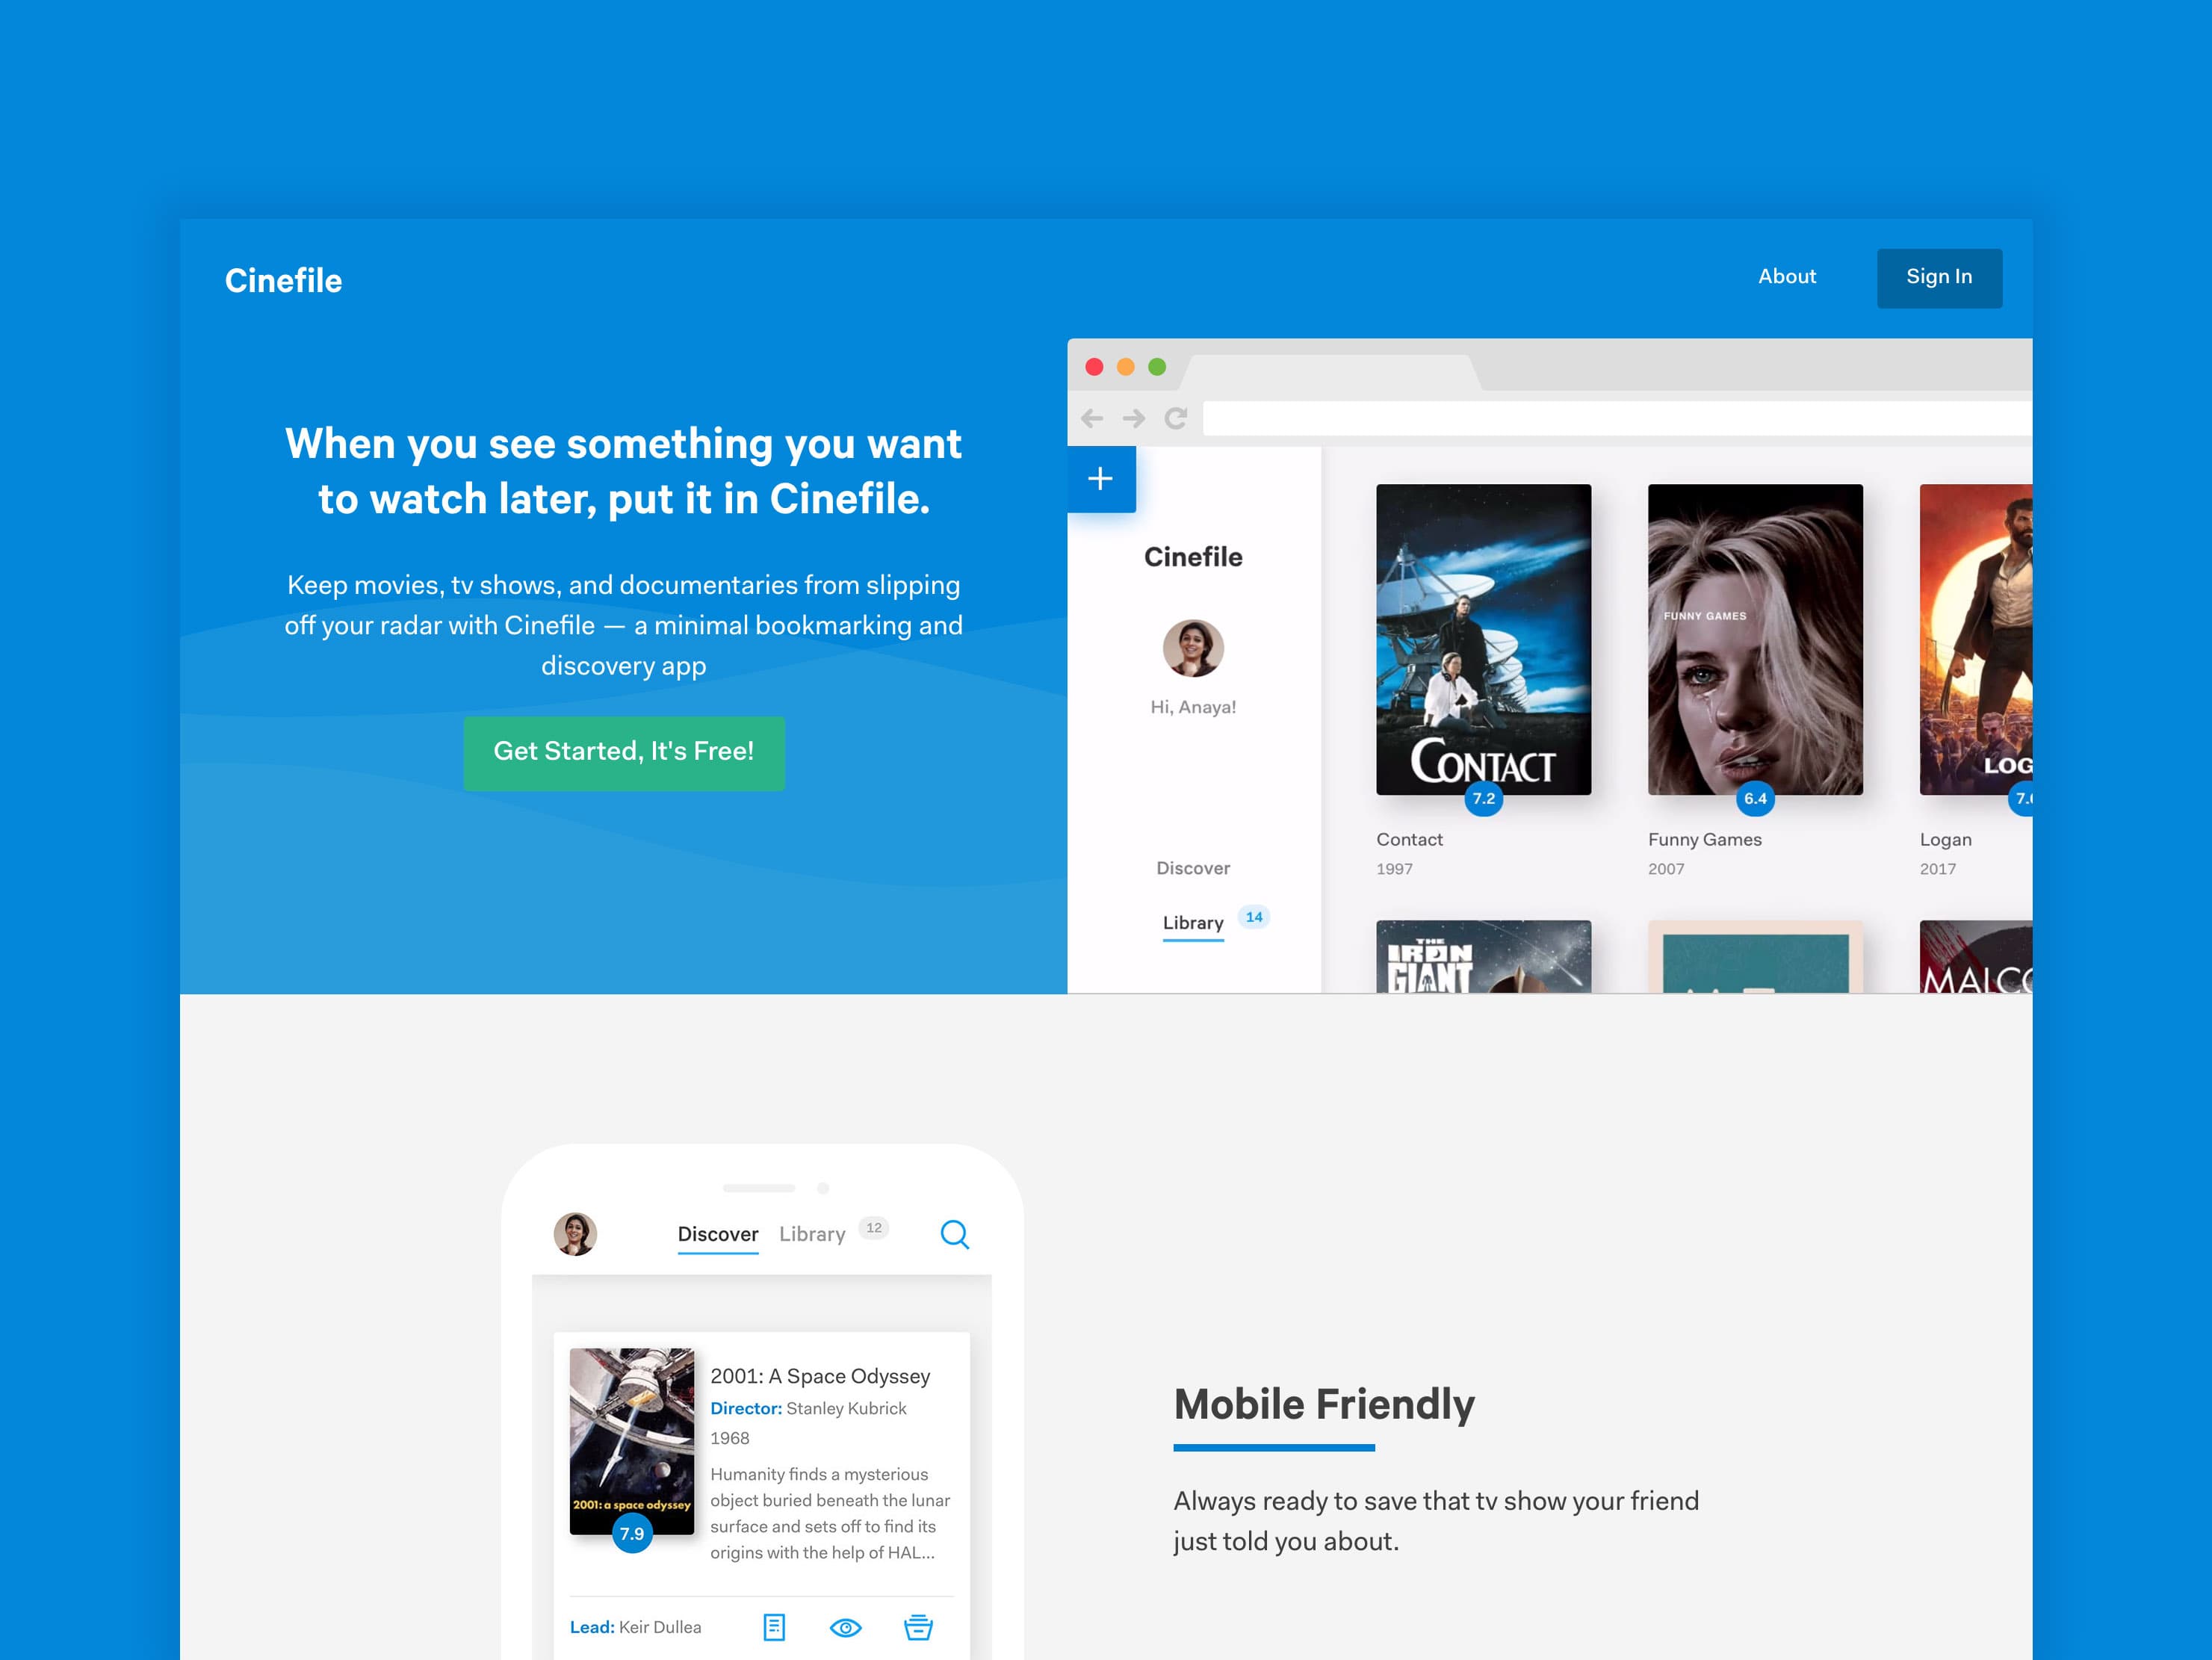 Cinefile
About
Sign In
When you see something you want
to watch later, put it in Cinefile.
Keep movies, tv shows, and documentaries from slipping
off your radar with Cinefile — a minimal bookmarking and
discovery app
Get Started, It's Free!
Cinefile
Hi, Anaya!
Discover
Library 14
CONTACT
7.2
Contact
1997
FUNNY GAMES
6.4
Funny Games
2007
LOG
7.
Logan
2017
THE
IRON
GIANT
MALCO
Discover Library 12
2001: a space odyssey
7.9
2001: A Space Odyssey
Director: Stanley Kubrick
1968
Humanity finds a mysterious
object buried beneath the lunar
surface and sets off to find its
origins with the help of HAL...
Lead: Keir Dullea
Mobile Friendly
Always ready to save that tv show your friend
just told you about.